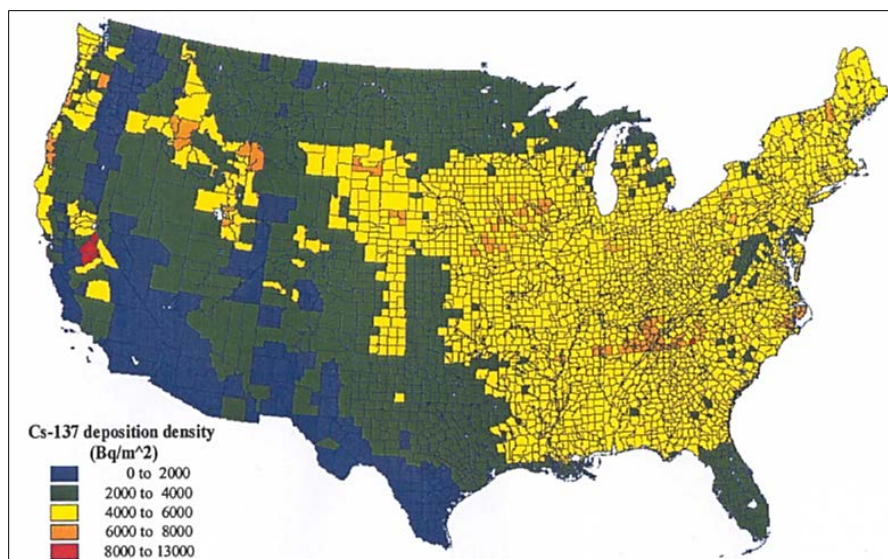 Cs-137 deposition density
(Bq/m^2)
0 to 2000
2000 to 4000
4000 to 6000
6000 to 8000
8000 to 13000